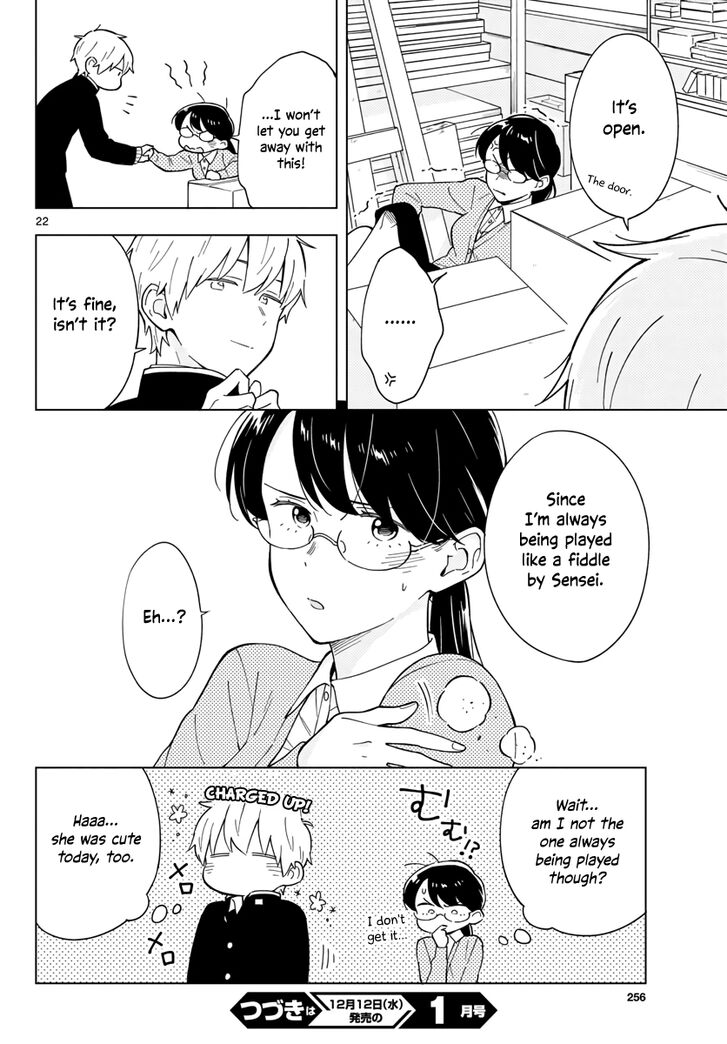 It's
open.
The door.
......
...I won't
let you get
away with
this!
22
It's fine,
isn't it?
Since
I'm always
being played
like a fiddle
by Sensei.
Eh...?
Wait...
am I not the
one always
being played
though?
むむ!?
I don't
get it...
CHARGED UP!
Haaa...
she was cute
today, too.
256
つづきは
12月12日(水)
発売の
1月号